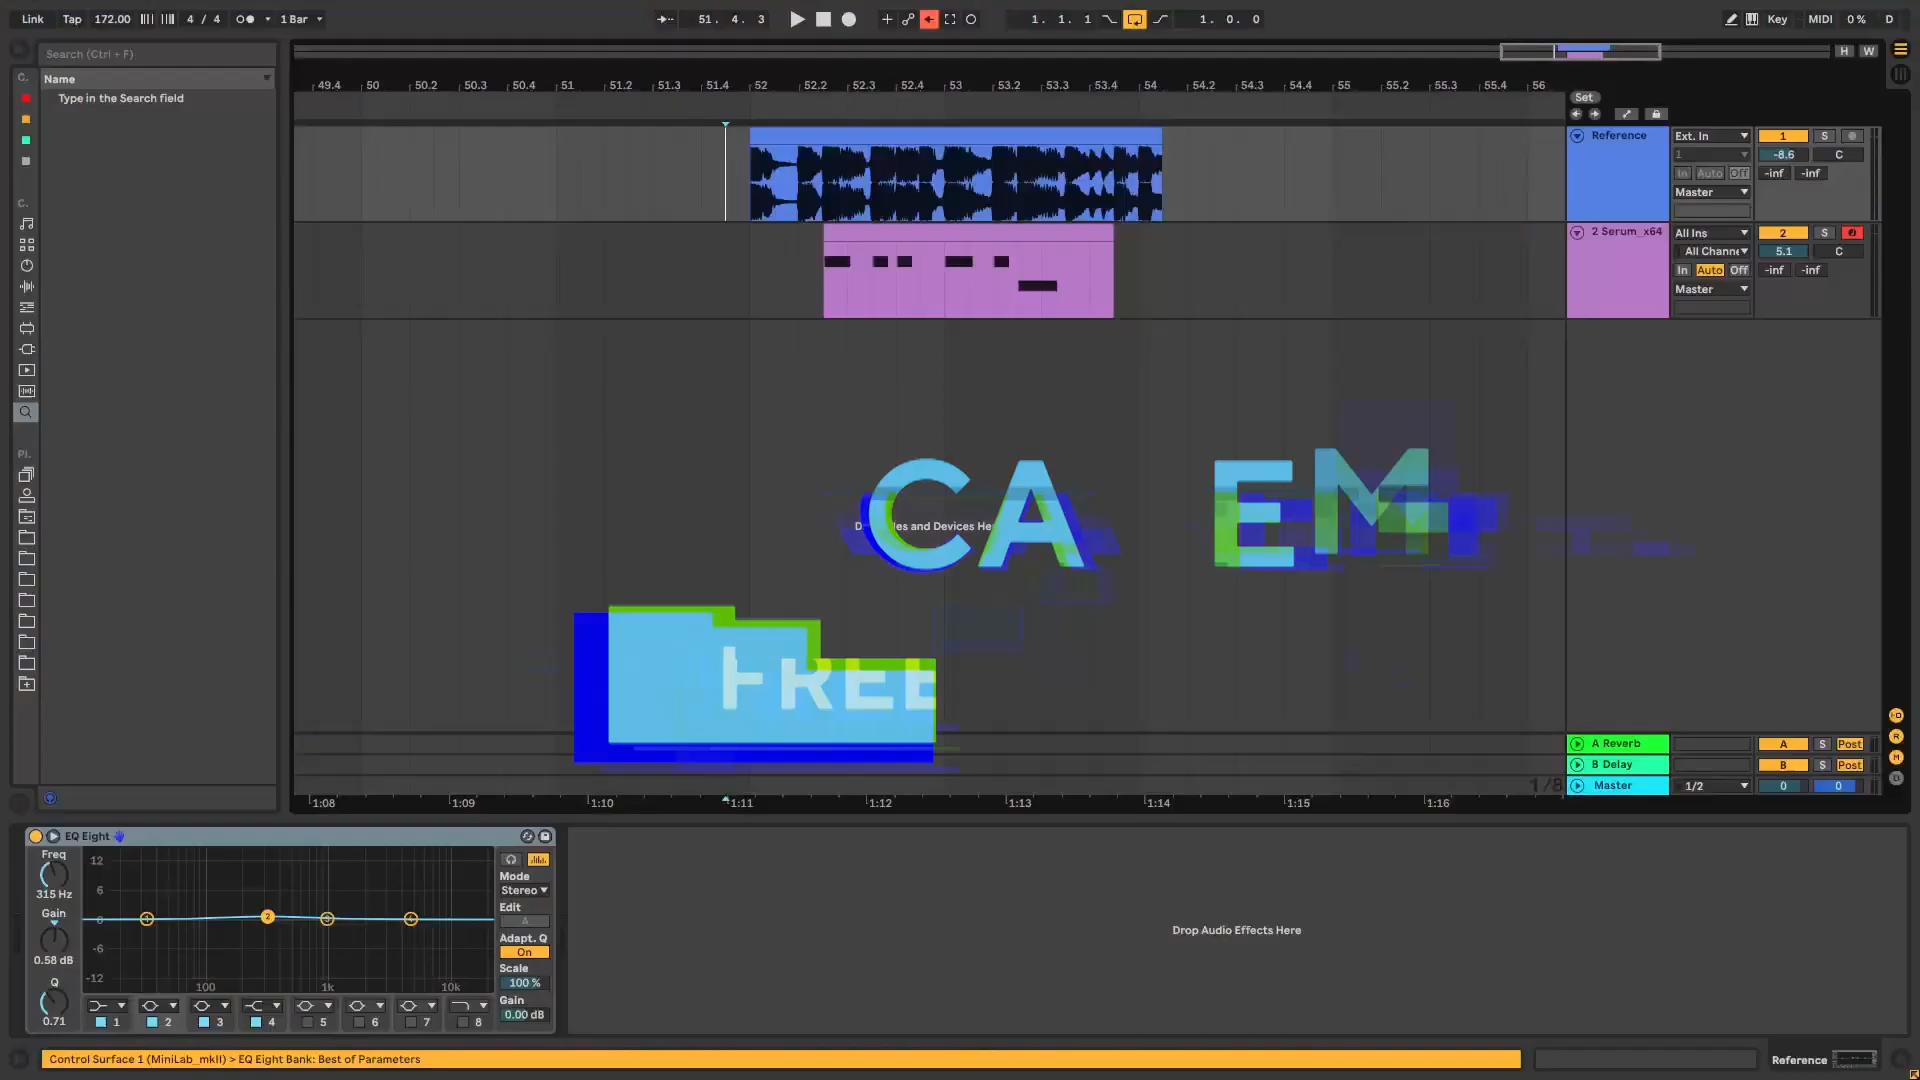 Link Tap 172.00 4 / 4 1 Bar
51. 4. 3
1. 1. 1
1. 0. 0
Key MIDI 0 % D
Search (Ctrl + F)
H W
Name
Type in the Search field
49.4 50 50.2 50.3 50.4 51 51.2 51.3 51.4 52 52.2 52.3 52.4 53 53.2 53.3 53.4 54 54.2 54.3 54.4 55 55.2 55.3 55.4 56
Set
Reference Ext. In 1 S
1 -8.6 C
In Auto Off -inf -inf
Master
2 Serum_x64 All Ins 2 S
All Channe 5.1 C
In Auto Off -inf -inf
Master
CA EM
les and Devices He
FREE
A Reverb A S Post
B Delay B S Post
1/8 Master 1/2 0 0
1:08 1:09 1:10 1:11 1:12 1:13 1:14 1:15 1:16
EQ Eight
Freq
315 Hz
Gain
0.58 dB
Q
0.71
12
6
0
-6
-12
100 1k 10k
1 2 3 4 5 6 7 8
Mode
Stereo
Edit
A
Adapt. Q
On
Scale
100 %
Gain
0.00 dB
Drop Audio Effects Here
Control Surface 1 (MiniLab_mkII) > EQ Eight Bank: Best of Parameters
Reference